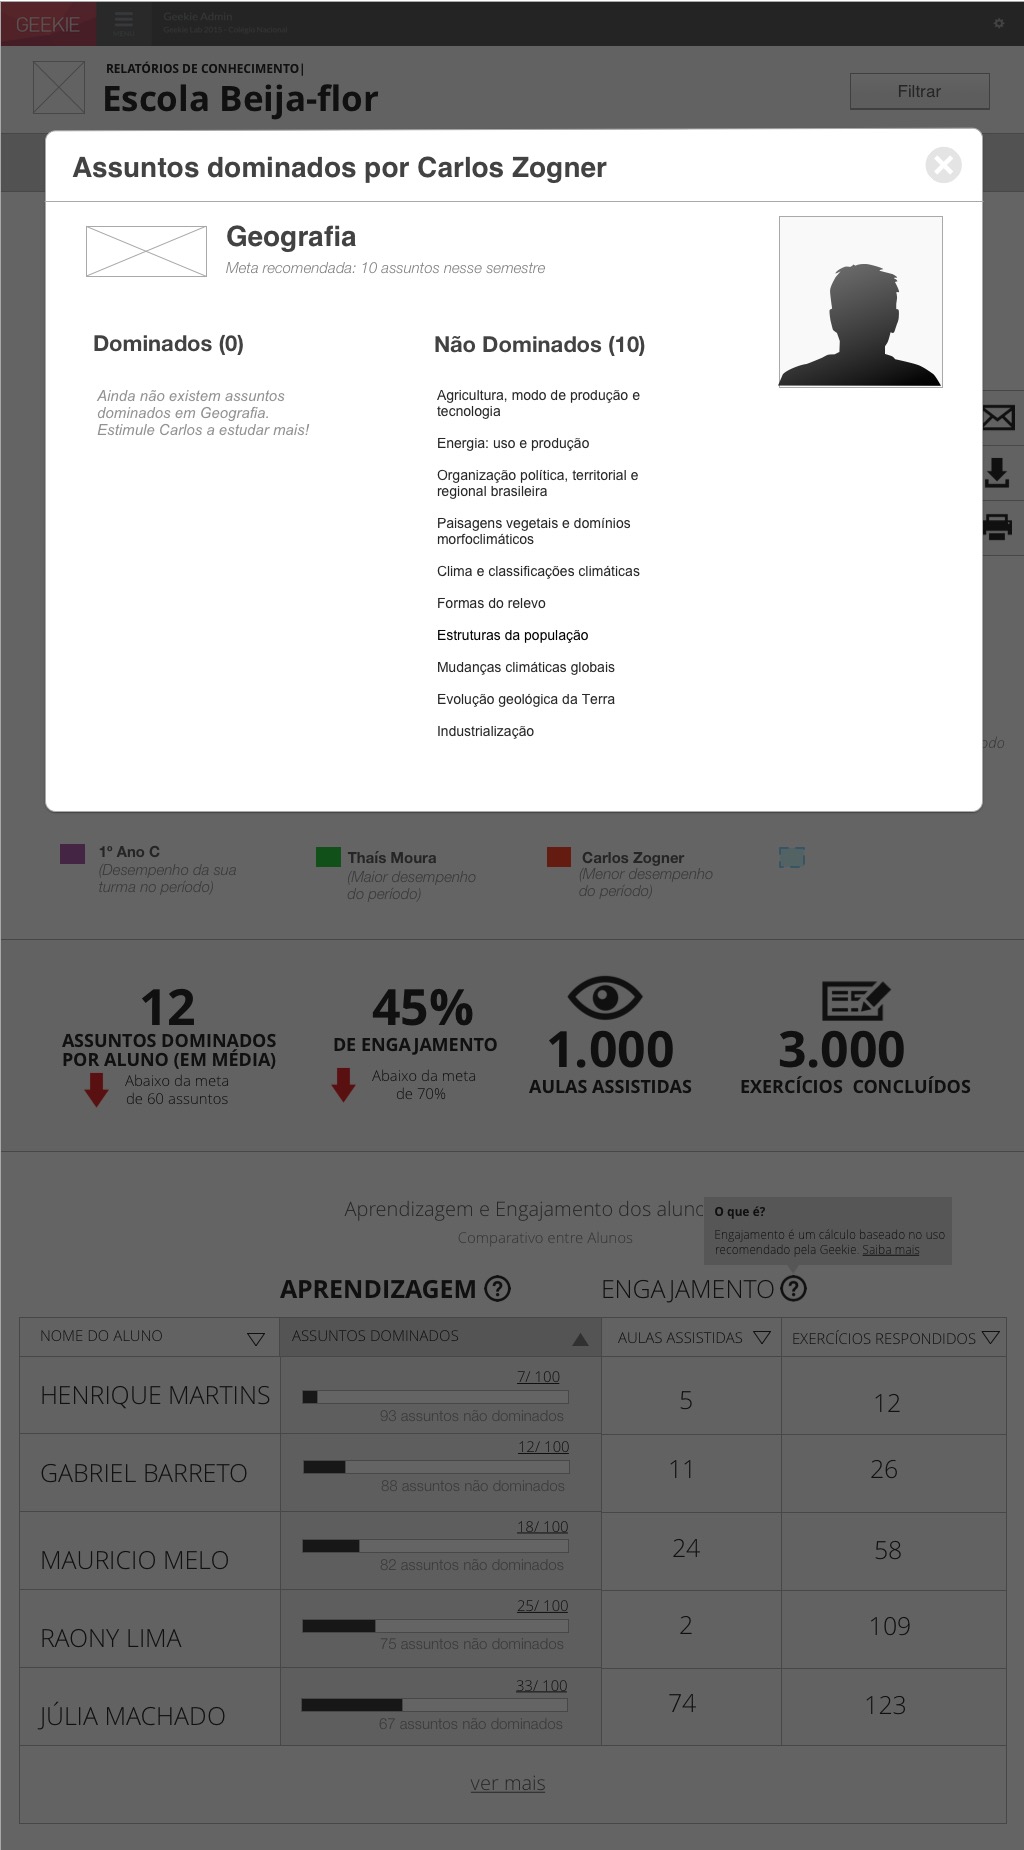 GEEKIE
MENU
Geekie Admin
Geekie Lab 2015 - Colégio Nacional
RELATÓRIOS DE CONHECIMENTO|
Escola Beija-flor
Filtrar
Assuntos dominados por Carlos Zogner
Geografia
Meta recomendada: 10 assuntos nesse semestre
Dominados (0)
Ainda não existem assuntos
dominados em Geografia.
Estimule Carlos a estudar mais!
Não Dominados (10)
Agricultura, modo de produção e
tecnologia
Energia: uso e produção
Organização política, territorial e
regional brasileira
Paisagens vegetais e domínios
morfoclimáticos
Clima e classificações climáticas
Formas do relevo
Estruturas da população
Mudanças climáticas globais
Evolução geológica da Terra
Industrialização
1º Ano C
(Desempenho da sua
turma no período)
Thaís Moura
(Maior desempenho
do período)
Carlos Zogner
(Menor desempenho
do período)
12
ASSUNTOS DOMINADOS
POR ALUNO (EM MÉDIA)
Abaixo da meta
de 60 assuntos
45%
DE ENGAJAMENTO
Abaixo da meta
de 70%
1.000
AULAS ASSISTIDAS
3.000
EXERCÍCIOS CONCLUÍDOS
Aprendizagem e Engajamento dos aluno
Comparativo entre Alunos
O que é?
Engajamento é um cálculo baseado no uso
recomendado pela Geekie. Saiba mais
APRENDIZAGEM ?
ENGAJAMENTO ?
NOME DO ALUNO ASSUNTOS DOMINADOS AULAS ASSISTIDAS EXERCÍCIOS RESPONDIDOS
HENRIQUE MARTINS 7/ 100 5 12
93 assuntos não dominados
GABRIEL BARRETO 12/ 100 11 26
88 assuntos não dominados
MAURICIO MELO 18/ 100 24 58
82 assuntos não dominados
RAONY LIMA 25/ 100 2 109
75 assuntos não dominados
JÚLIA MACHADO 33/ 100 74 123
67 assuntos não dominados
ver mais